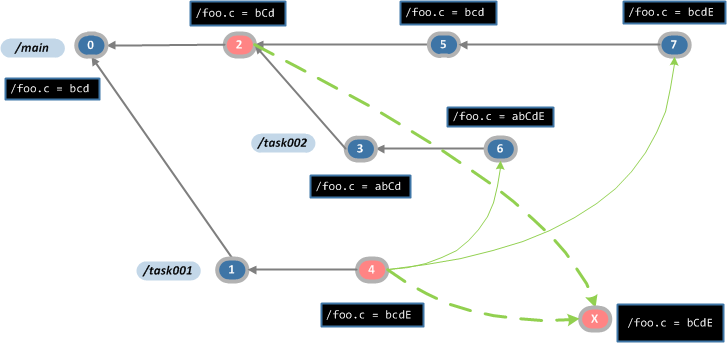 /foo.c = bCd
/foo.c = bcd
/foo.c = bcdE
/main
0
2
5
7
/foo.c = bcd
/foo.c = abCdE
/task002
3
6
/foo.c = abCd
/task001
1
4
/foo.c = bcdE
X
/foo.c = bCdE